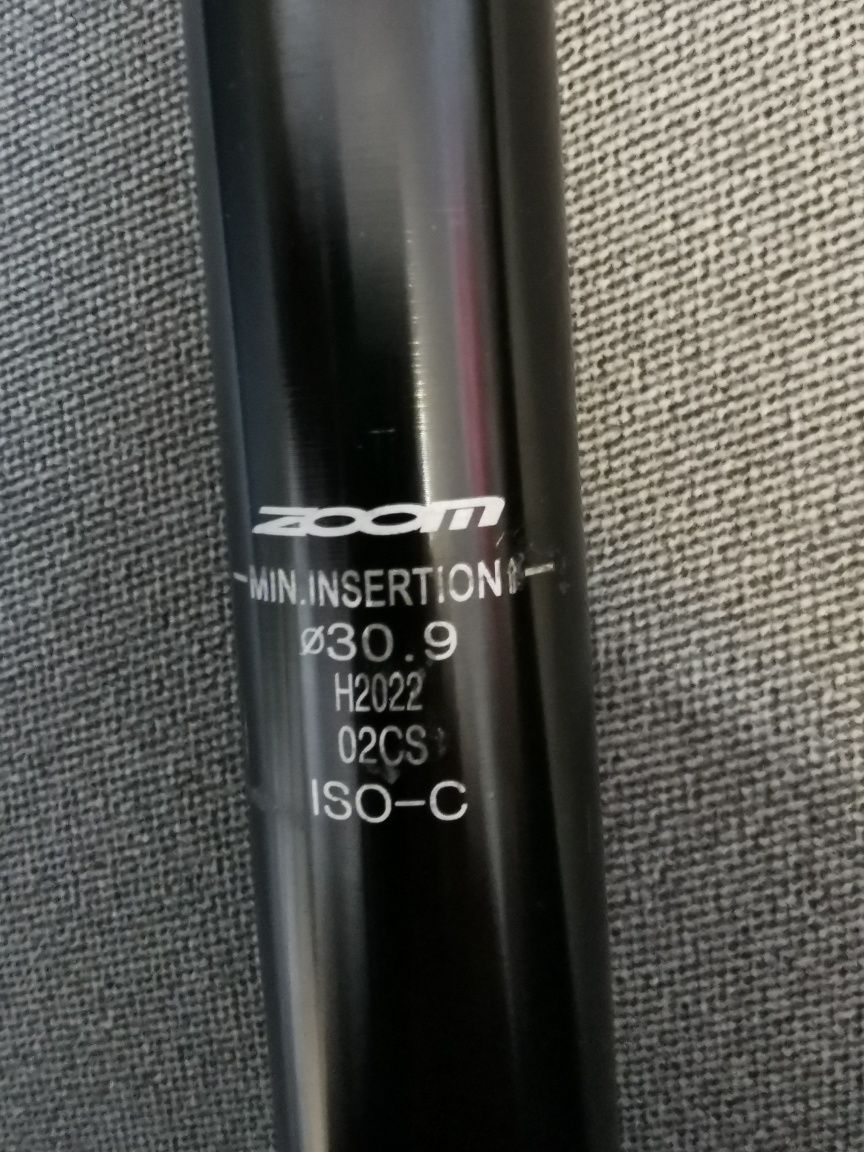 zoom
-MIN.INSERTION-
Ø30.9
H2022
02CS
ISO-C